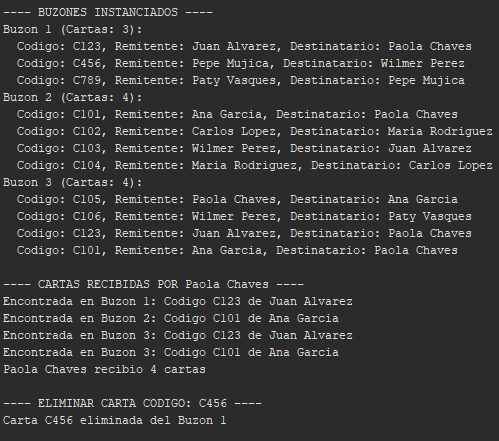 ---- BUZONES INSTANCIADOS ----
Buzon 1 (Cartas: 3):
  Codigo: C123, Remitente: Juan Alvarez, Destinatario: Paola Chaves
  Codigo: C456, Remitente: Pepe Mujica, Destinatario: Wilmer Perez
  Codigo: C789, Remitente: Paty Vasques, Destinatario: Pepe Mujica
Buzon 2 (Cartas: 4):
  Codigo: C101, Remitente: Ana Garcia, Destinatario: Paola Chaves
  Codigo: C102, Remitente: Carlos Lopez, Destinatario: Maria Rodriguez
  Codigo: C103, Remitente: Wilmer Perez, Destinatario: Juan Alvarez
  Codigo: C104, Remitente: Maria Rodriguez, Destinatario: Carlos Lopez
Buzon 3 (Cartas: 4):
  Codigo: C105, Remitente: Paola Chaves, Destinatario: Ana Garcia
  Codigo: C106, Remitente: Wilmer Perez, Destinatario: Paty Vasques
  Codigo: C123, Remitente: Juan Alvarez, Destinatario: Paola Chaves
  Codigo: C101, Remitente: Ana Garcia, Destinatario: Paola Chaves

---- CARTAS RECIBIDAS POR Paola Chaves ----
Encontrada en Buzon 1: Codigo C123 de Juan Alvarez
Encontrada en Buzon 2: Codigo C101 de Ana Garcia
Encontrada en Buzon 3: Codigo C123 de Juan Alvarez
Encontrada en Buzon 3: Codigo C101 de Ana Garcia
Paola Chaves recibio 4 cartas

---- ELIMINAR CARTA CODIGO: C456 ----
Carta C456 eliminada del Buzon 1